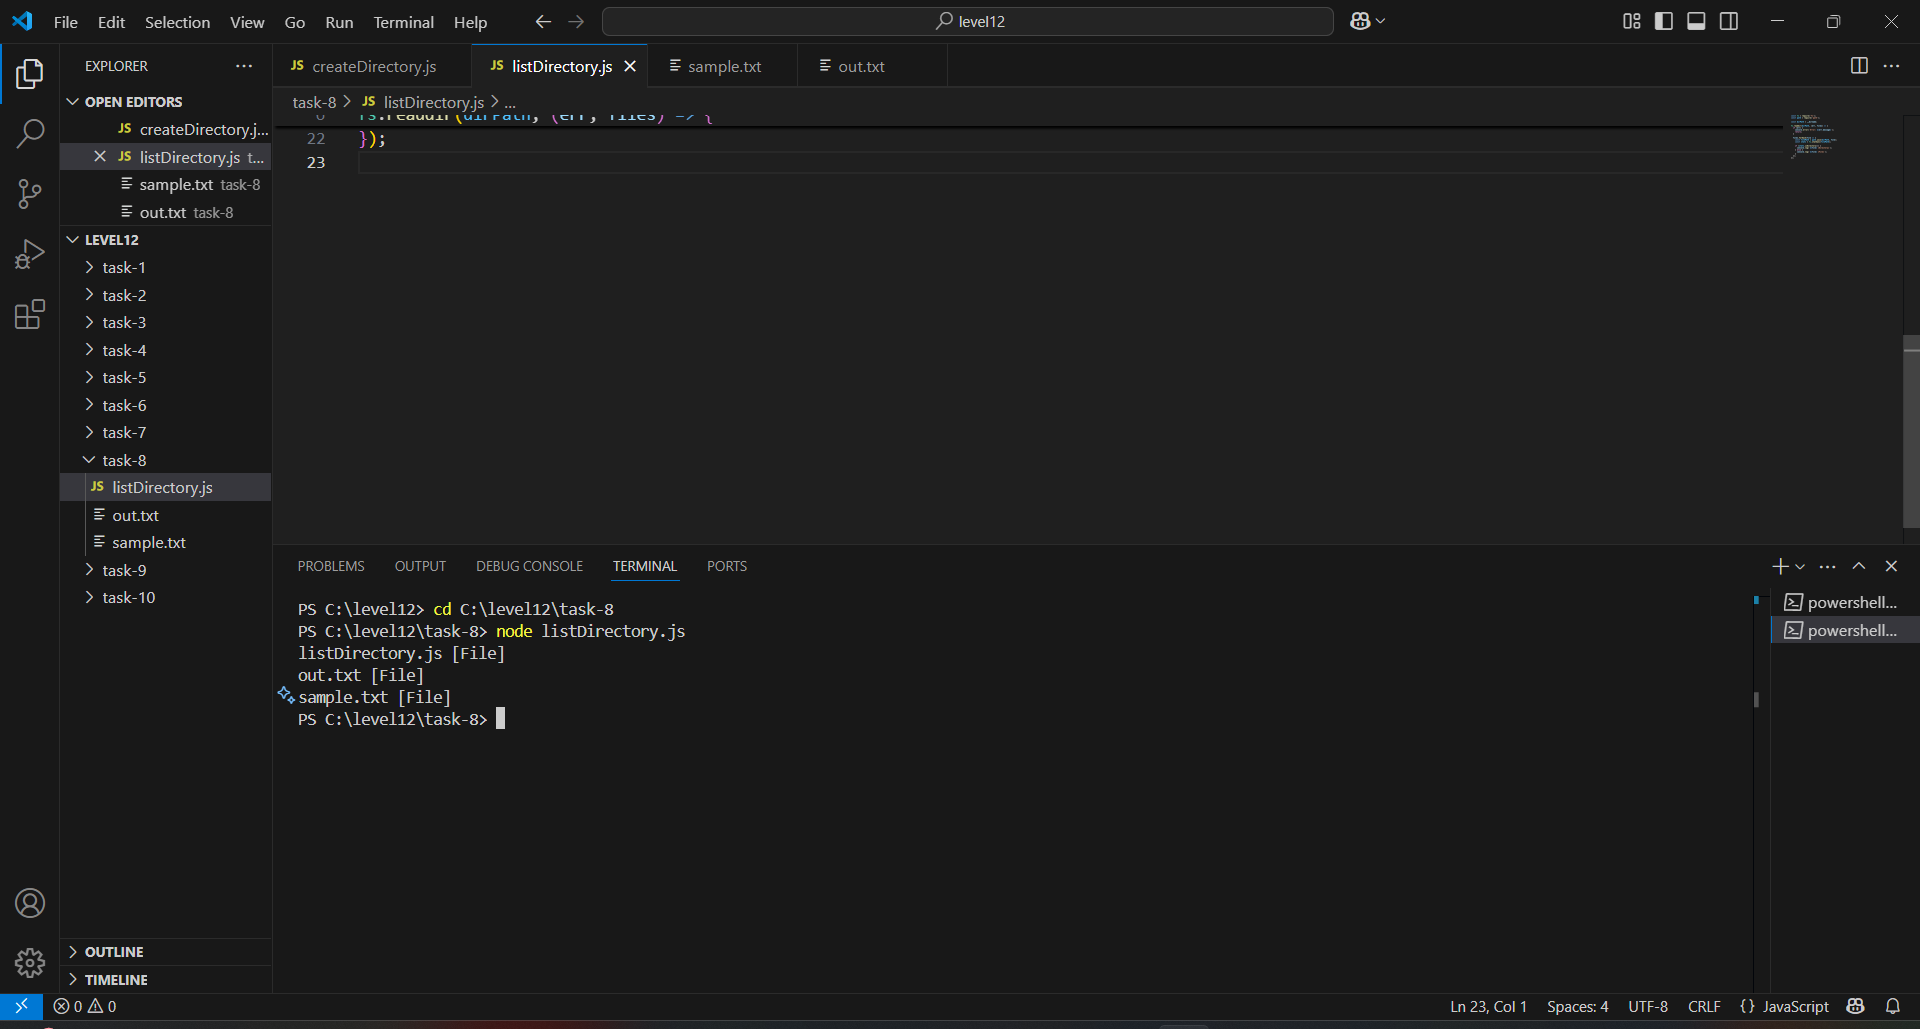 File Edit Selection View Go Run Terminal Help
level12
EXPLORER
OPEN EDITORS
JS createDirectory.j...
JS listDirectory.js t...
sample.txt task-8
out.txt task-8
LEVEL12
task-1
task-2
task-3
task-4
task-5
task-6
task-7
task-8
JS listDirectory.js
out.txt
sample.txt
task-9
task-10
OUTLINE
TIMELINE
JS createDirectory.js
JS listDirectory.js
sample.txt
out.txt
task-8 > JS listDirectory.js > ...
6 fs.readdir(dirPath, (err, files) => {
22 });
23
PROBLEMS OUTPUT DEBUG CONSOLE TERMINAL PORTS
PS C:\level12> cd C:\level12\task-8
PS C:\level12\task-8> node listDirectory.js
listDirectory.js [File]
out.txt [File]
sample.txt [File]
PS C:\level12\task-8>
powershell...
powershell...
0 0
Ln 23, Col 1 Spaces: 4 UTF-8 CRLF {} JavaScript